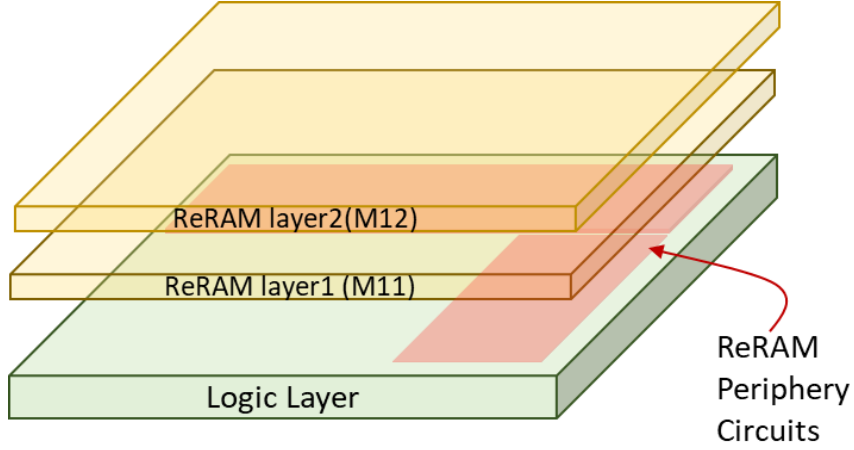 ReRAM layer2(M12)
ReRAM layer1 (M11)
Logic Layer
ReRAM
Periphery
Circuits